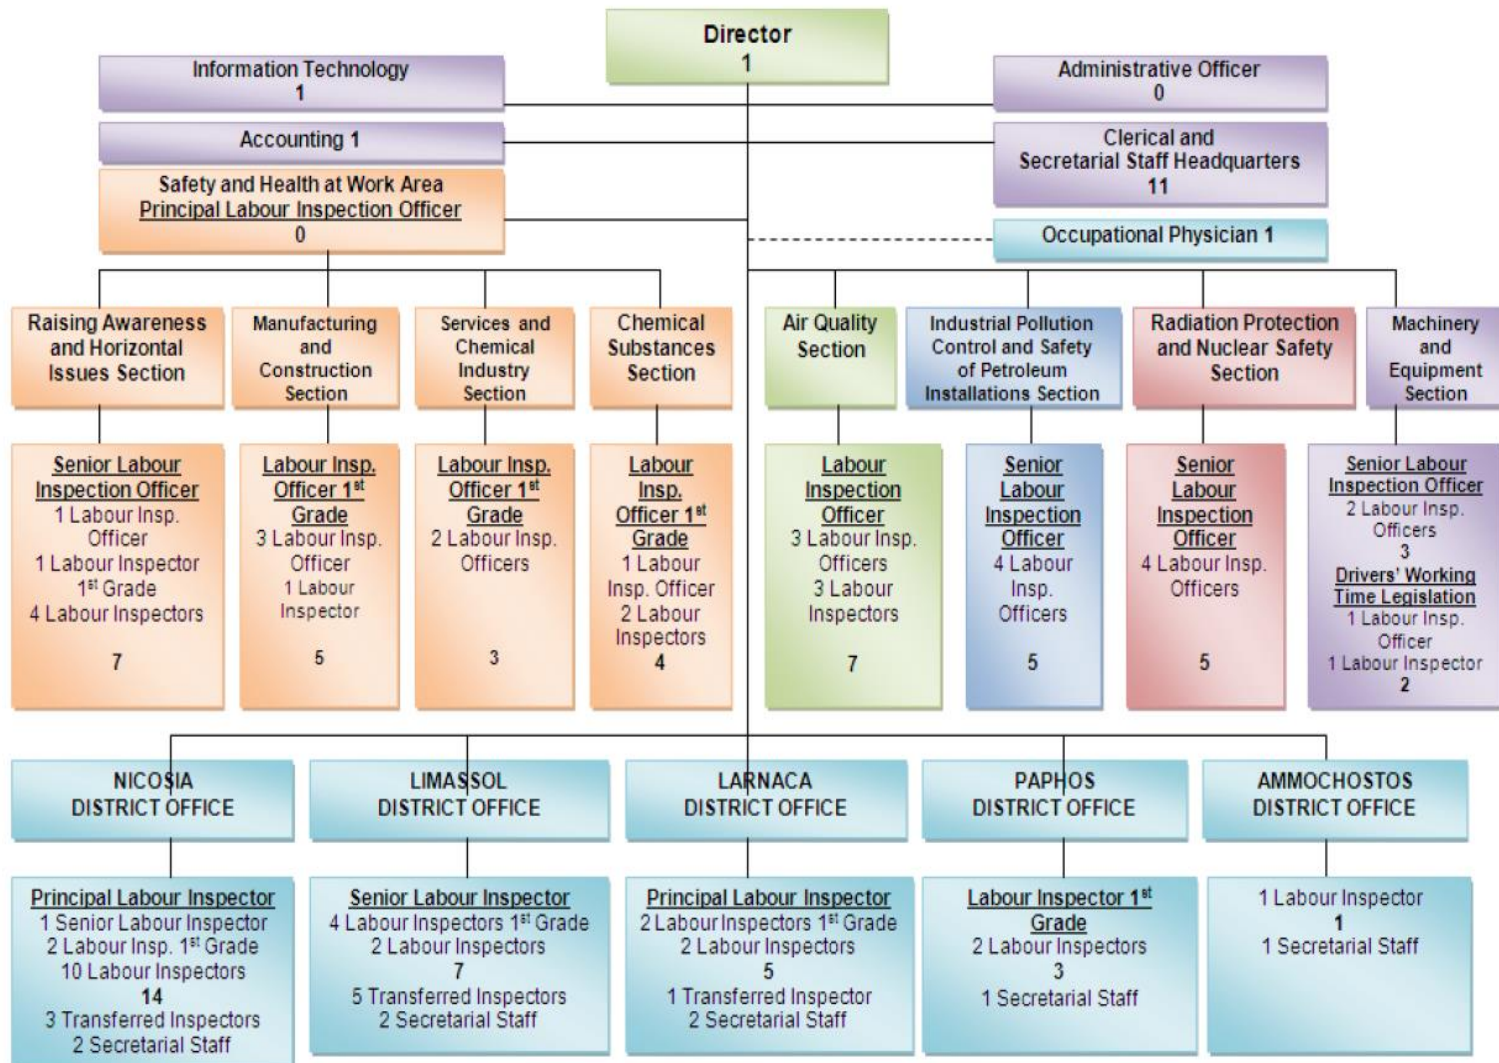 Director
1
Information Technology
1
Administrative Officer
0
Accounting 1
Clerical and
Secretarial Staff Headquarters
11
Safety and Health at Work Area
Principal Labour Inspection Officer
0
Occupational Physician 1
Raising Awareness
and Horizontal
Issues Section
Manufacturing
and
Construction
Section
Services and
Chemical
Industry
Section
Chemical
Substances
Section
Air Quality
Section
Industrial Pollution
Control and Safety
of Petroleum
Installations Section
Radiation Protection
and Nuclear Safety
Section
Machinery
and
Equipment
Section
Senior Labour
Inspection Officer
1 Labour Insp.
Officer
1 Labour Inspector
1st Grade
4 Labour Inspectors
7
Labour Insp.
Officer 1st
Grade
3 Labour Insp.
Officer
1 Labour
Inspector
5
Labour Insp.
Officer 1st
Grade
2 Labour Insp.
Officers
3
Labour
Insp.
Officer 1st
Grade
1 Labour
Insp. Officer
2 Labour
Inspectors
4
Labour
Inspection
Officer
3 Labour Insp.
Officers
3 Labour
Inspectors
7
Senior
Labour
Inspection
Officer
4 Labour
Insp.
Officers
5
Senior
Labour
Inspection
Officer
4 Labour Insp.
Officers
5
Senior Labour
Inspection Officer
2 Labour Insp.
Officers
3
Drivers' Working
Time Legislation
1 Labour Insp.
Officer
1 Labour Inspector
2
NICOSIA
DISTRICT OFFICE
LIMASSOL
DISTRICT OFFICE
LARNACA
DISTRICT OFFICE
PAPHOS
DISTRICT OFFICE
AMMOCHOSTOS
DISTRICT OFFICE
Principal Labour Inspector
1 Senior Labour Inspector
2 Labour Insp. 1st Grade
10 Labour Inspectors
14
3 Transferred Inspectors
2 Secretarial Staff
Senior Labour Inspector
4 Labour Inspectors 1st Grade
2 Labour Inspectors
7
5 Transferred Inspectors
2 Secretarial Staff
Principal Labour Inspector
2 Labour Inspectors 1st Grade
2 Labour Inspectors
5
1 Transferred Inspector
2 Secretarial Staff
Labour Inspector 1st
Grade
2 Labour Inspectors
3
1 Secretarial Staff
1 Labour Inspector
1
1 Secretarial Staff